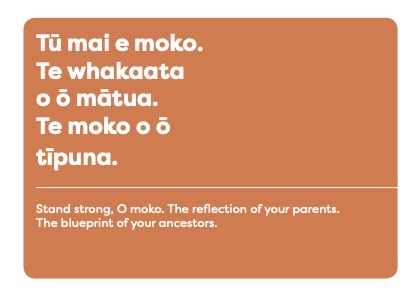 Tū mai e moko.
Te whakaata
o ō mātua.
Te moko o ō
tīpuna.
Stand strong, O moko. The reflection of your parents.
The blueprint of your ancestors.